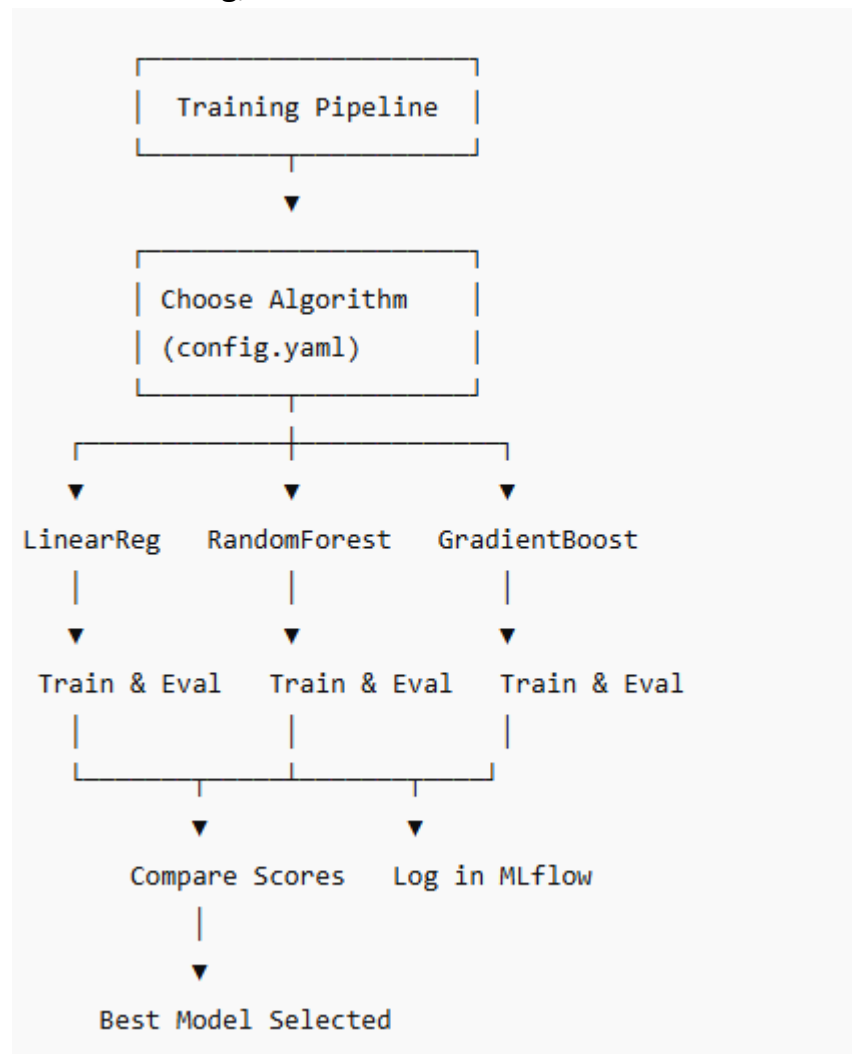 Training Pipeline
Choose Algorithm
(config.yaml)
LinearReg RandomForest GradientBoost
Train & Eval Train & Eval Train & Eval
Compare Scores Log in MLflow
Best Model Selected